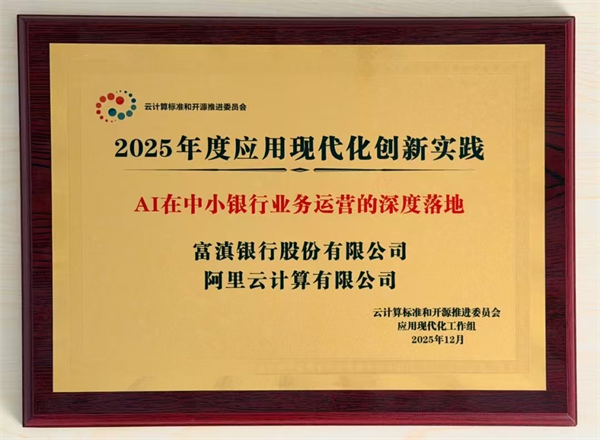 云计算标准和开源推进委员会
2025年度应用现代化创新实践
AI在中小银行业务运营的深度落地
富滇银行股份有限公司
阿里云计算有限公司
云计算标准和开源推进委员会
应用现代化工作组
2025年12月